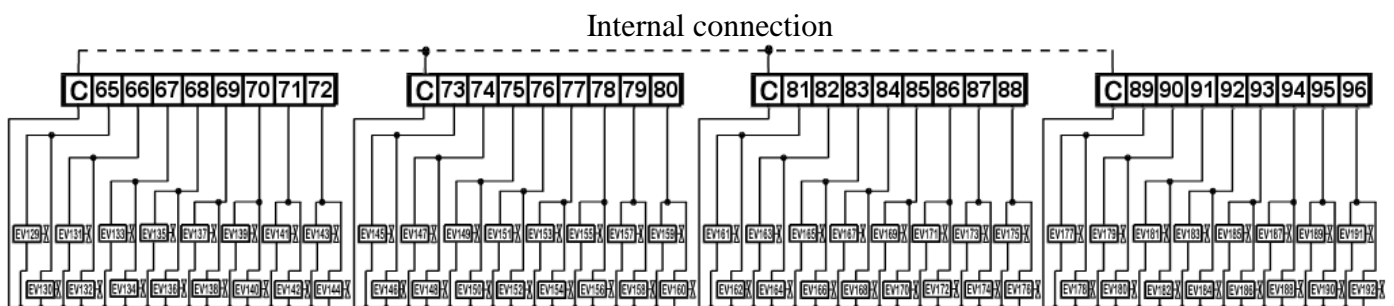 Internal connection
C 65 66 67 68 69 70 71 72 C 73 74 75 76 77 78 79 80 C 81 82 83 84 85 86 87 88 C 89 90 91 92 93 94 95 96
EV129 EV131 EV133 EV135 EV137 EV139 EV141 EV143 EV145 EV147 EV149 EV151 EV153 EV155 EV157 EV159 EV161 EV163 EV165 EV167 EV169 EV171 EV173 EV175 EV177 EV179 EV181 EV183 EV185 EV187 EV189 EV191
EV130 EV132 EV134 EV136 EV138 EV140 EV142 EV144 EV146 EV148 EV150 EV152 EV154 EV156 EV158 EV160 EV162 EV164 EV166 EV168 EV170 EV172 EV174 EV176 EV178 EV180 EV182 EV184 EV186 EV188 EV190 EV192